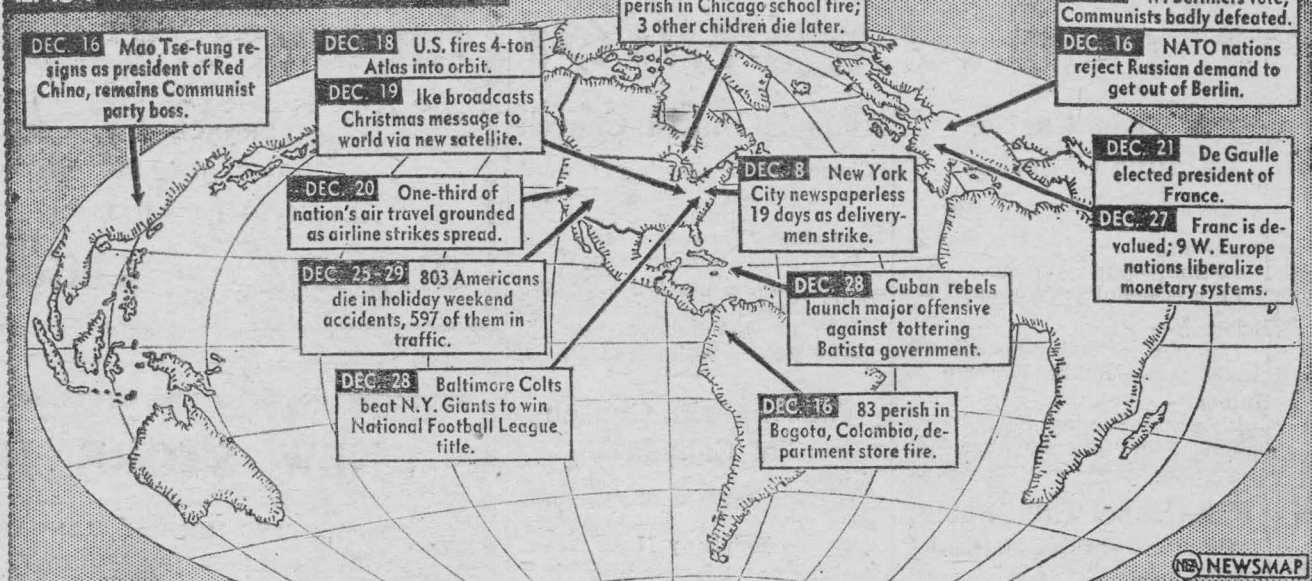 perish in Chicago school fire;
3 other children die later.
Communists badly defeated.
DEC. 16 NATO nations
reject Russian demand to
get out of Berlin.
DEC. 16 Mao Tse-tung re-
signs as president of Red
China, remains Communist
party boss.
DEC. 18 U.S. fires 4-ton
Atlas into orbit.
DEC. 19 Ike broadcasts
Christmas message to
world via new satellite.
DEC. 21 De Gaulle
elected president of
France.
DEC. 27 Franc is de-
valued; 9 W. Europe
nations liberalize
monetary systems.
DEC. 20 One-third of
nation's air travel grounded
as airline strikes spread.
DEC. 8 New York
City newspaperless
19 days as delivery-
men strike.
DEC. 25-29 803 Americans
die in holiday weekend
accidents, 597 of them in
traffic.
DEC. 28 Cuban rebels
launch major offensive
against tottering
Batista government.
DEC. 28 Baltimore Colts
beat N.Y. Giants to win
National Football League
title.
DEC. 16 83 perish in
Bogota, Colombia, de-
partment store fire.
NEA NEWSMAP